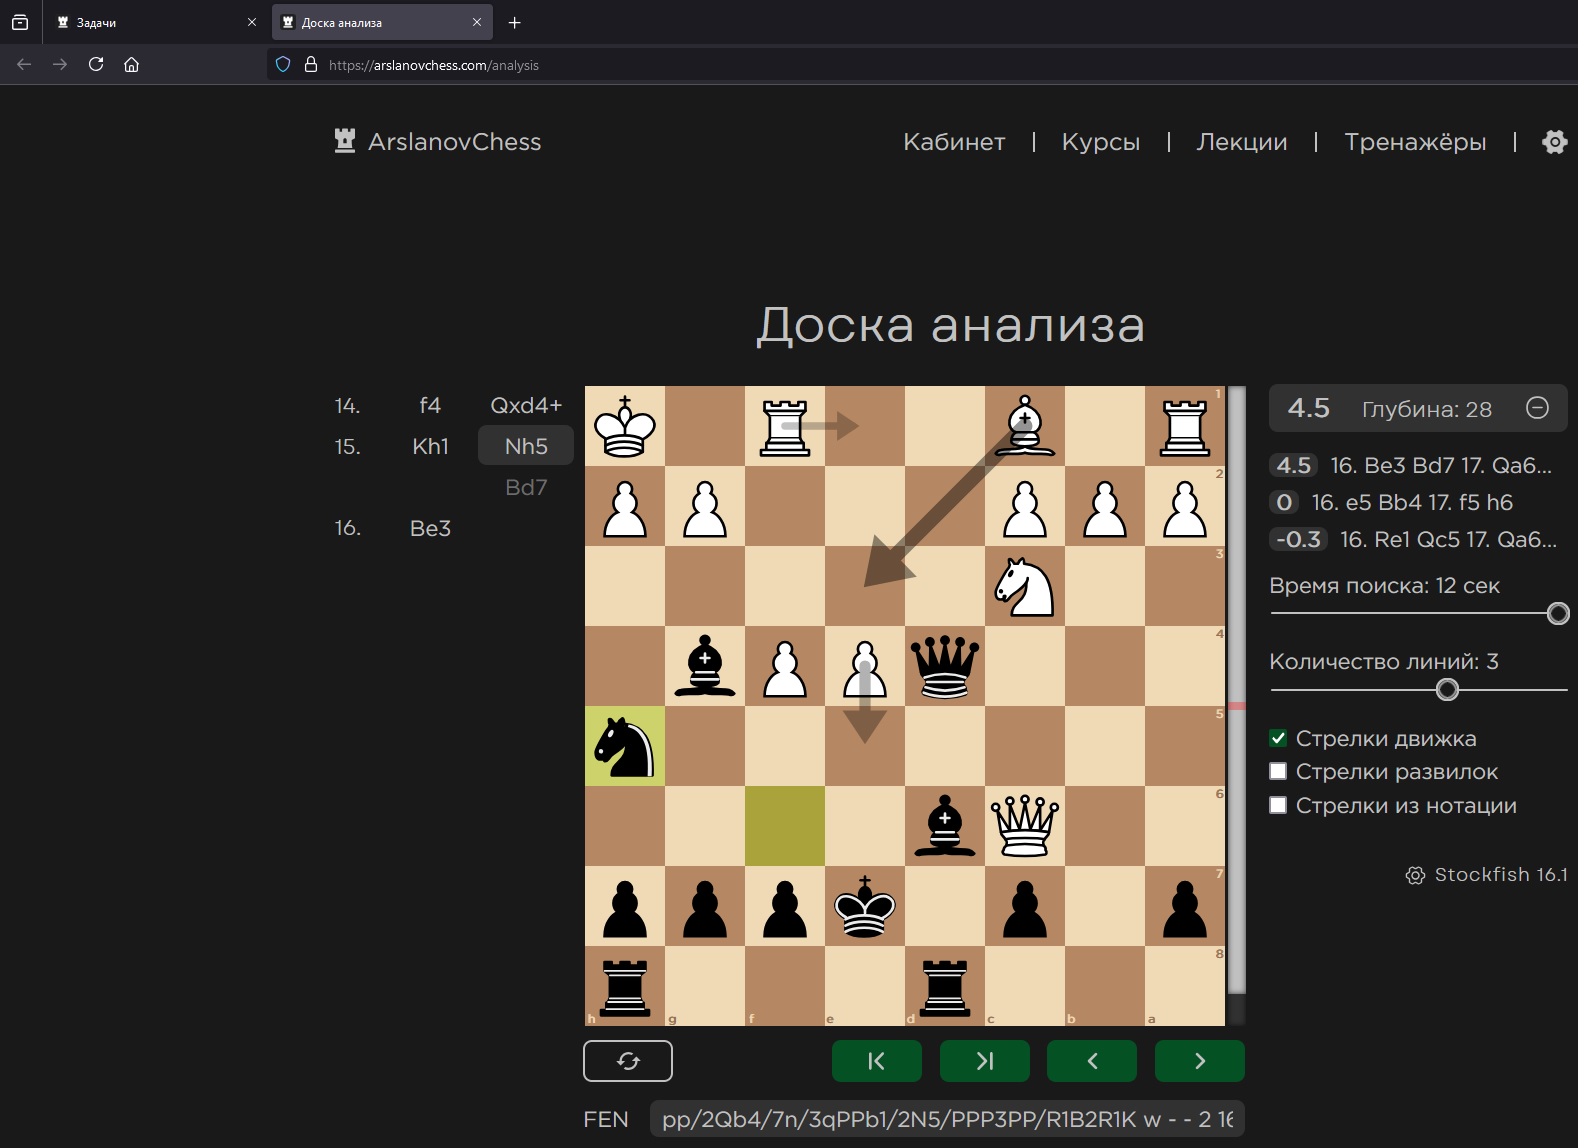 Задачи
Доска анализа
https://arslanovchess.com/analysis
ArslanovChess
Кабинет | Курсы | Лекции | Тренажёры |
Доска анализа
14. f4 Qxd4+
15. Kh1 Nh5
Bd7
16. Be3
1
2
3
4
5
6
7
8
h g f e d c b a
4.5 Глубина: 28
4.5 16. Be3 Bd7 17. Qa6...
0 16. e5 Bb4 17. f5 h6
-0.3 16. Re1 Qc5 17. Qa6...
Время поиска: 12 сек
Количество линий: 3
Стрелки движка
Стрелки развилок
Стрелки из нотации
Stockfish 16.1
FEN pp/2Qb4/7n/3qPPb1/2N5/PPP3PP/R1B2R1K w - - 2 16